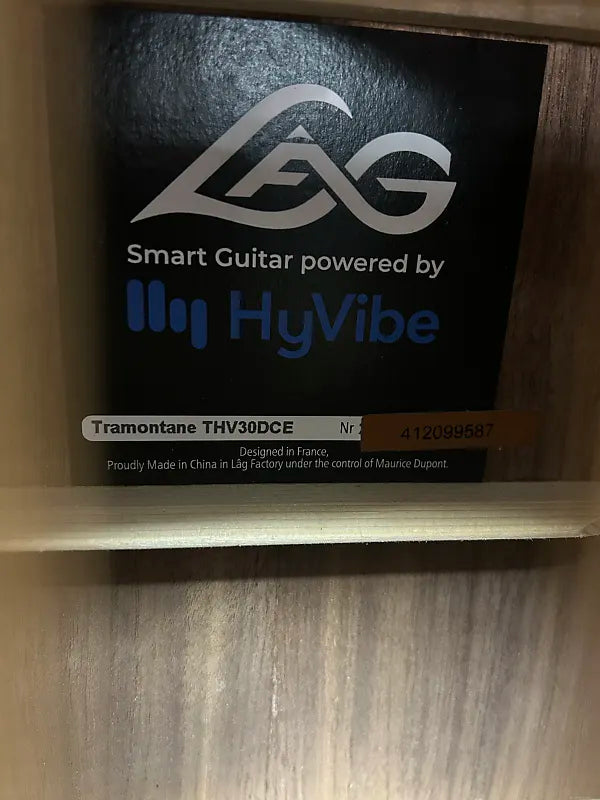 LÂG
Smart Guitar powered by
HyVibe
Tramontane THV30DCE Nr 412099587
Designed in France,
Proudly Made in China in Lâg Factory under the control of Maurice Dupont.